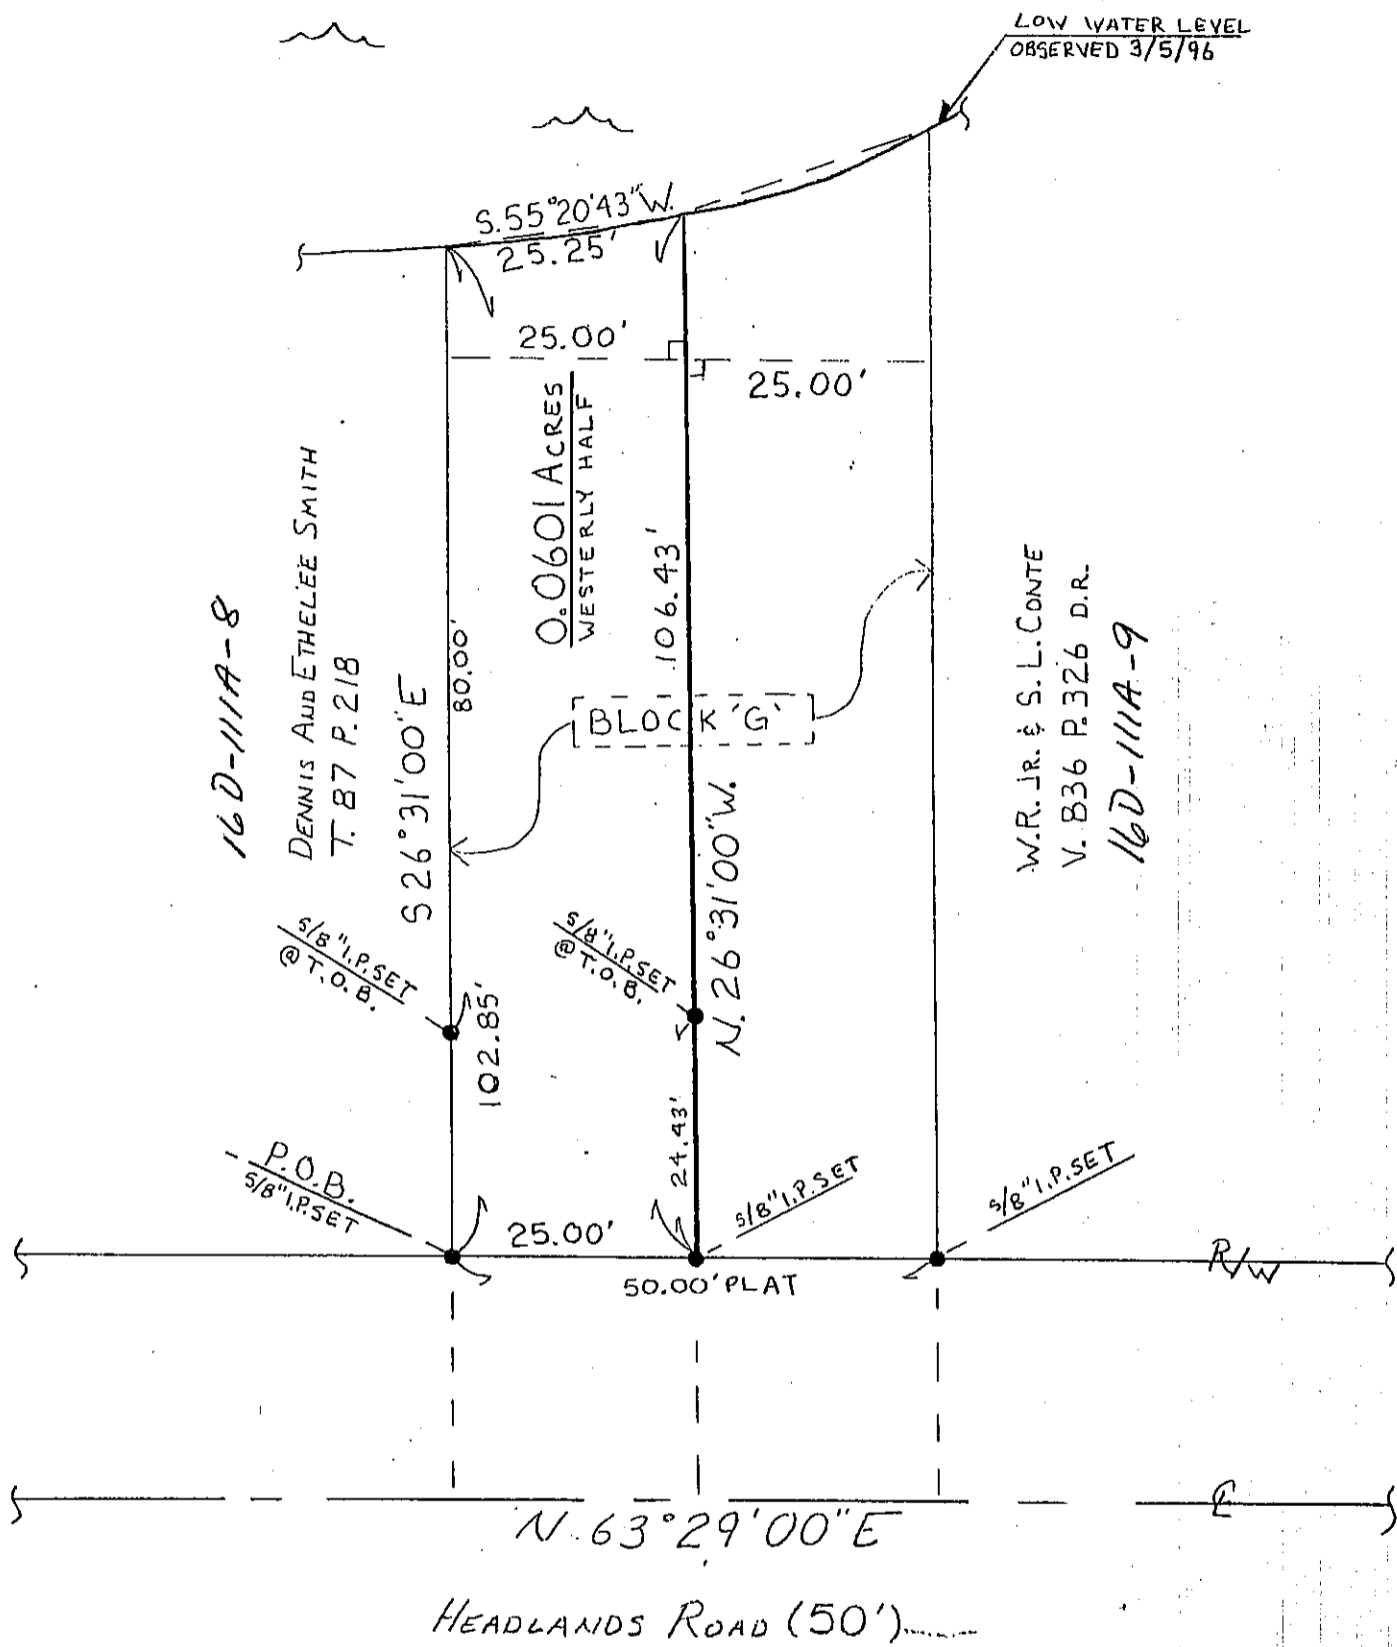 LOW WATER LEVEL
OBSERVED 3/5/96
S.55°20'43"W.
25.25'
25.00'
25.00'
0.0601 ACRES
WESTERLY HALF
106.43'
80.00'
DENNIS AND ETHELEE SMITH
T. 87 P. 218
16D-111A-8
S26°31'00"E
BLOCK 'G'
N. 26°31'00"W.
W.R. JR. & S. L. CONTE
V. 836 P. 326 D.R.
16D-111A-9
5/8" I.P. SET
@ T.O.B.
5/8" I.P. SET
@ T.O.B.
102.85'
24.43'
P.O.B.
5/8" I.P. SET
25.00'
5/8" I.P. SET
5/8" I.P. SET
50.00' PLAT
R/W
℄
N. 63°29'00"E
HEADLANDS ROAD (50')